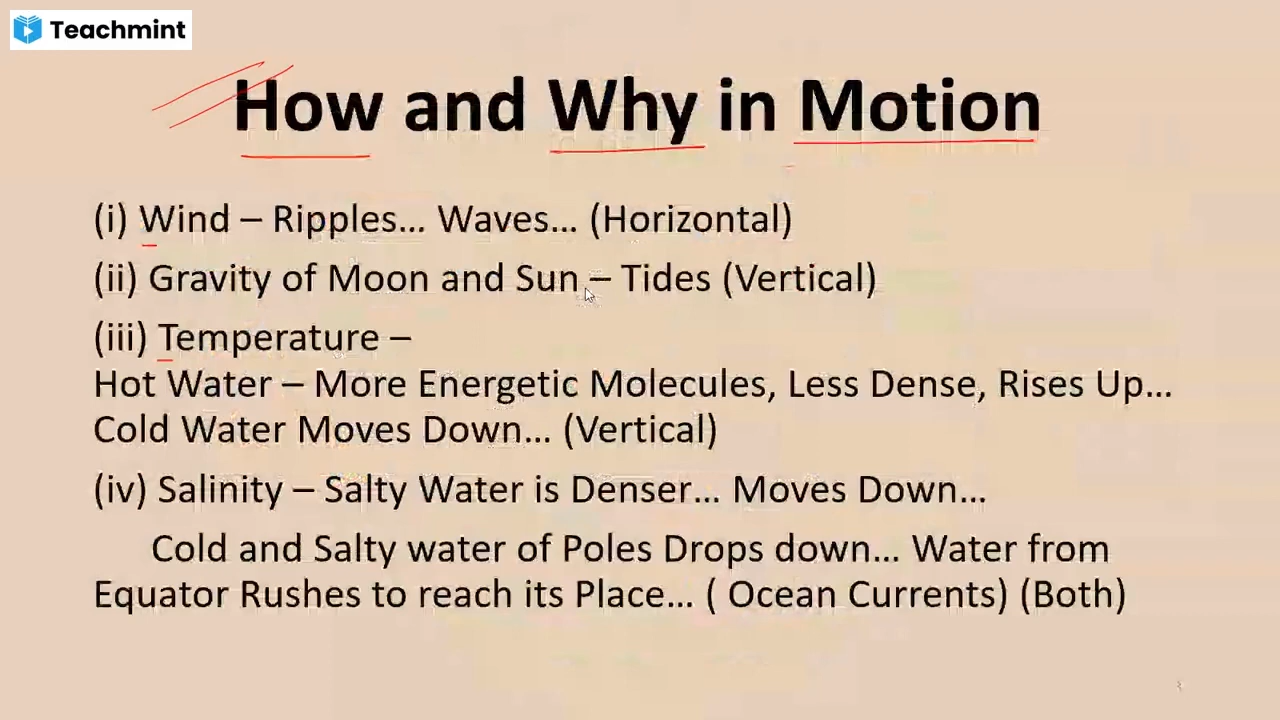 Teachmint
How and Why in Motion
(i) Wind – Ripples... Waves... (Horizontal)
(ii) Gravity of Moon and Sun – Tides (Vertical)
(iii) Temperature –
Hot Water – More Energetic Molecules, Less Dense, Rises Up...
Cold Water Moves Down... (Vertical)
(iv) Salinity – Salty Water is Denser... Moves Down...
Cold and Salty water of Poles Drops down... Water from
Equator Rushes to reach its Place... ( Ocean Currents) (Both)